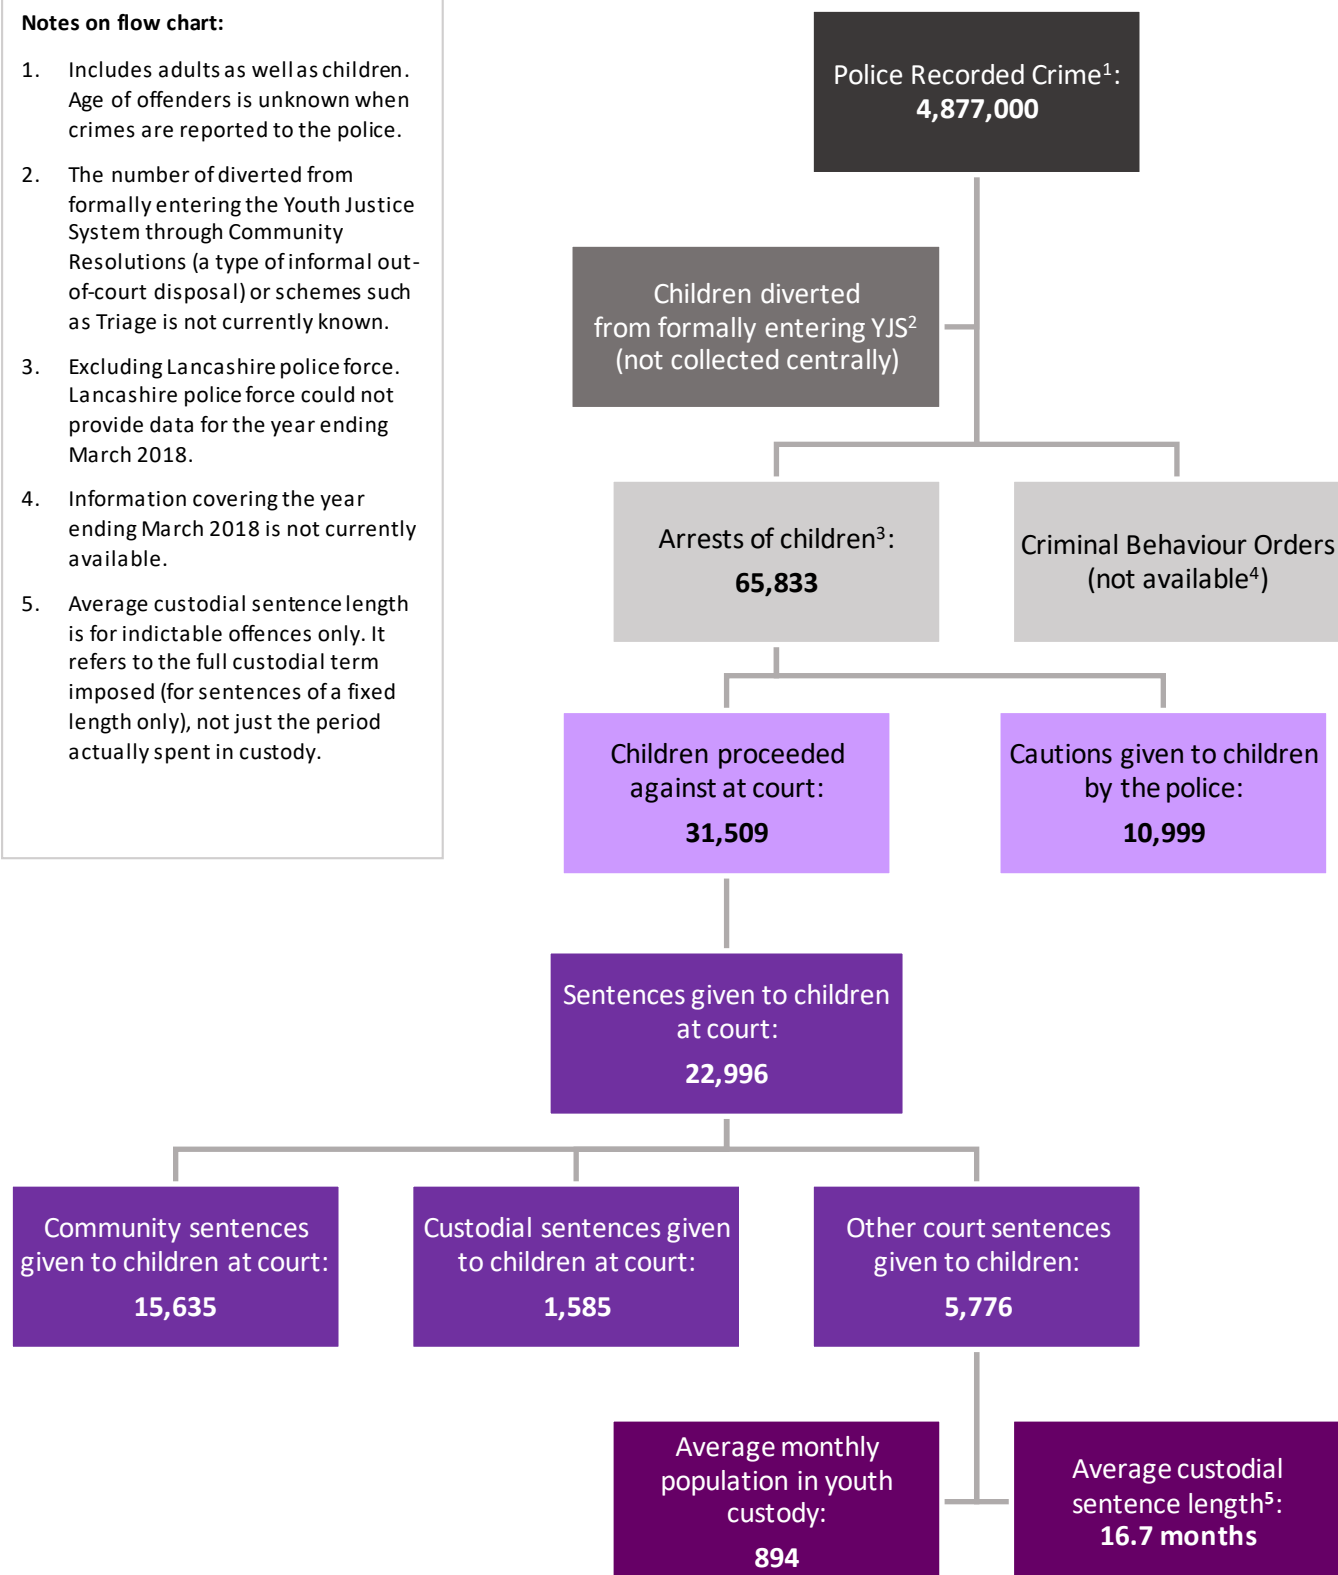 Notes on flow chart:
1. Includes adults as well as children.
Age of offenders is unknown when
crimes are reported to the police.
2. The number of diverted from
formally entering the Youth Justice
System through Community
Resolutions (a type of informal out-
of-court disposal) or schemes such
as Triage is not currently known.
3. Excluding Lancashire police force.
Lancashire police force could not
provide data for the year ending
March 2018.
4. Information covering the year
ending March 2018 is not currently
available.
5. Average custodial sentence length
is for indictable offences only. It
refers to the full custodial term
imposed (for sentences of a fixed
length only), not just the period
actually spent in custody.
Police Recorded Crime¹:
4,877,000
Children diverted
from formally entering YJS²
(not collected centrally)
Arrests of children³:
65,833
Criminal Behaviour Orders
(not available⁴)
Children proceeded
against at court:
31,509
Cautions given to children
by the police:
10,999
Sentences given to children
at court:
22,996
Community sentences
given to children at court:
15,635
Custodial sentences given
to children at court:
1,585
Other court sentences
given to children:
5,776
Average monthly
population in youth
custody:
894
Average custodial
sentence length⁵:
16.7 months